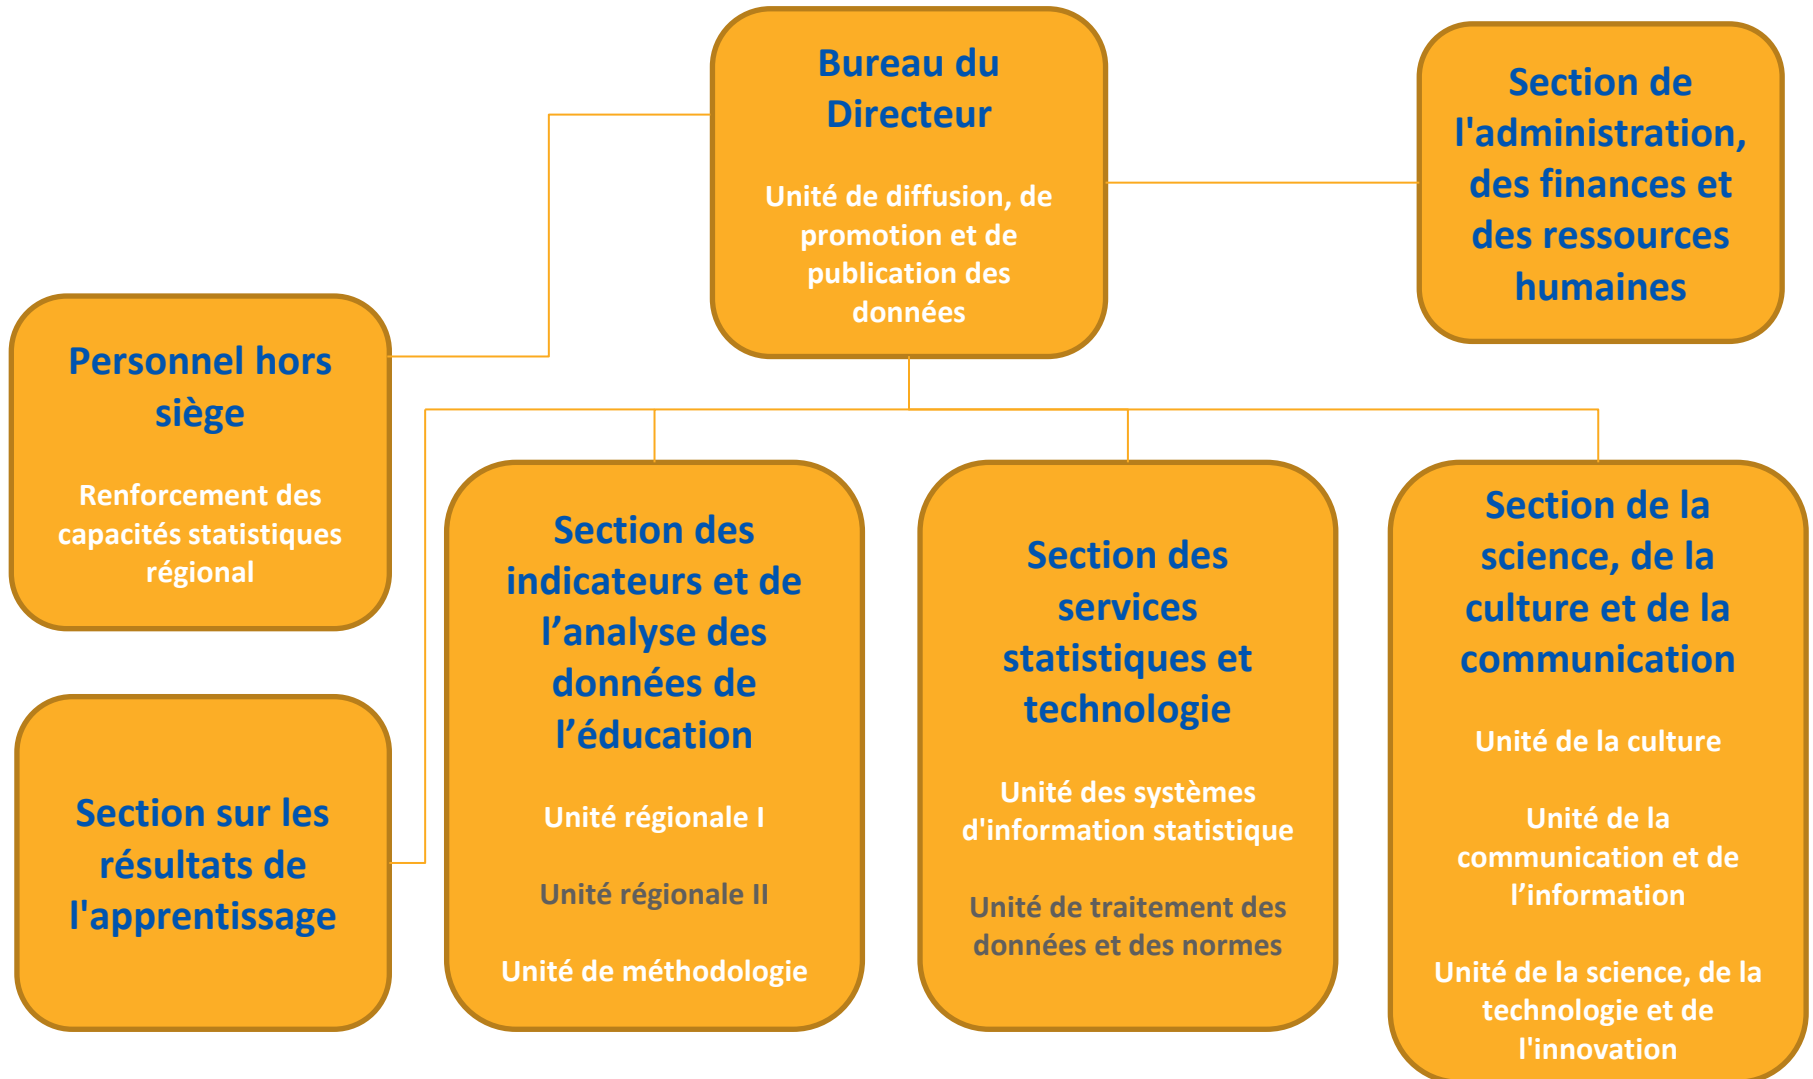 Bureau du
Directeur
Unité de diffusion, de
promotion et de
publication des
données
Section de
l'administration,
des finances et
des ressources
humaines
Personnel hors
siège
Renforcement des
capacités statistiques
régional
Section sur les
résultats de
l'apprentissage
Section des
indicateurs et de
l’analyse des
données de
l’éducation
Unité régionale I
Unité régionale II
Unité de méthodologie
Section des
services
statistiques et
technologie
Unité des systèmes
d'information statistique
Unité de traitement des
données et des normes
Section de la
science, de la
culture et de la
communication
Unité de la culture
Unité de la
communication et de
l’information
Unité de la science, de la
technologie et de
l'innovation